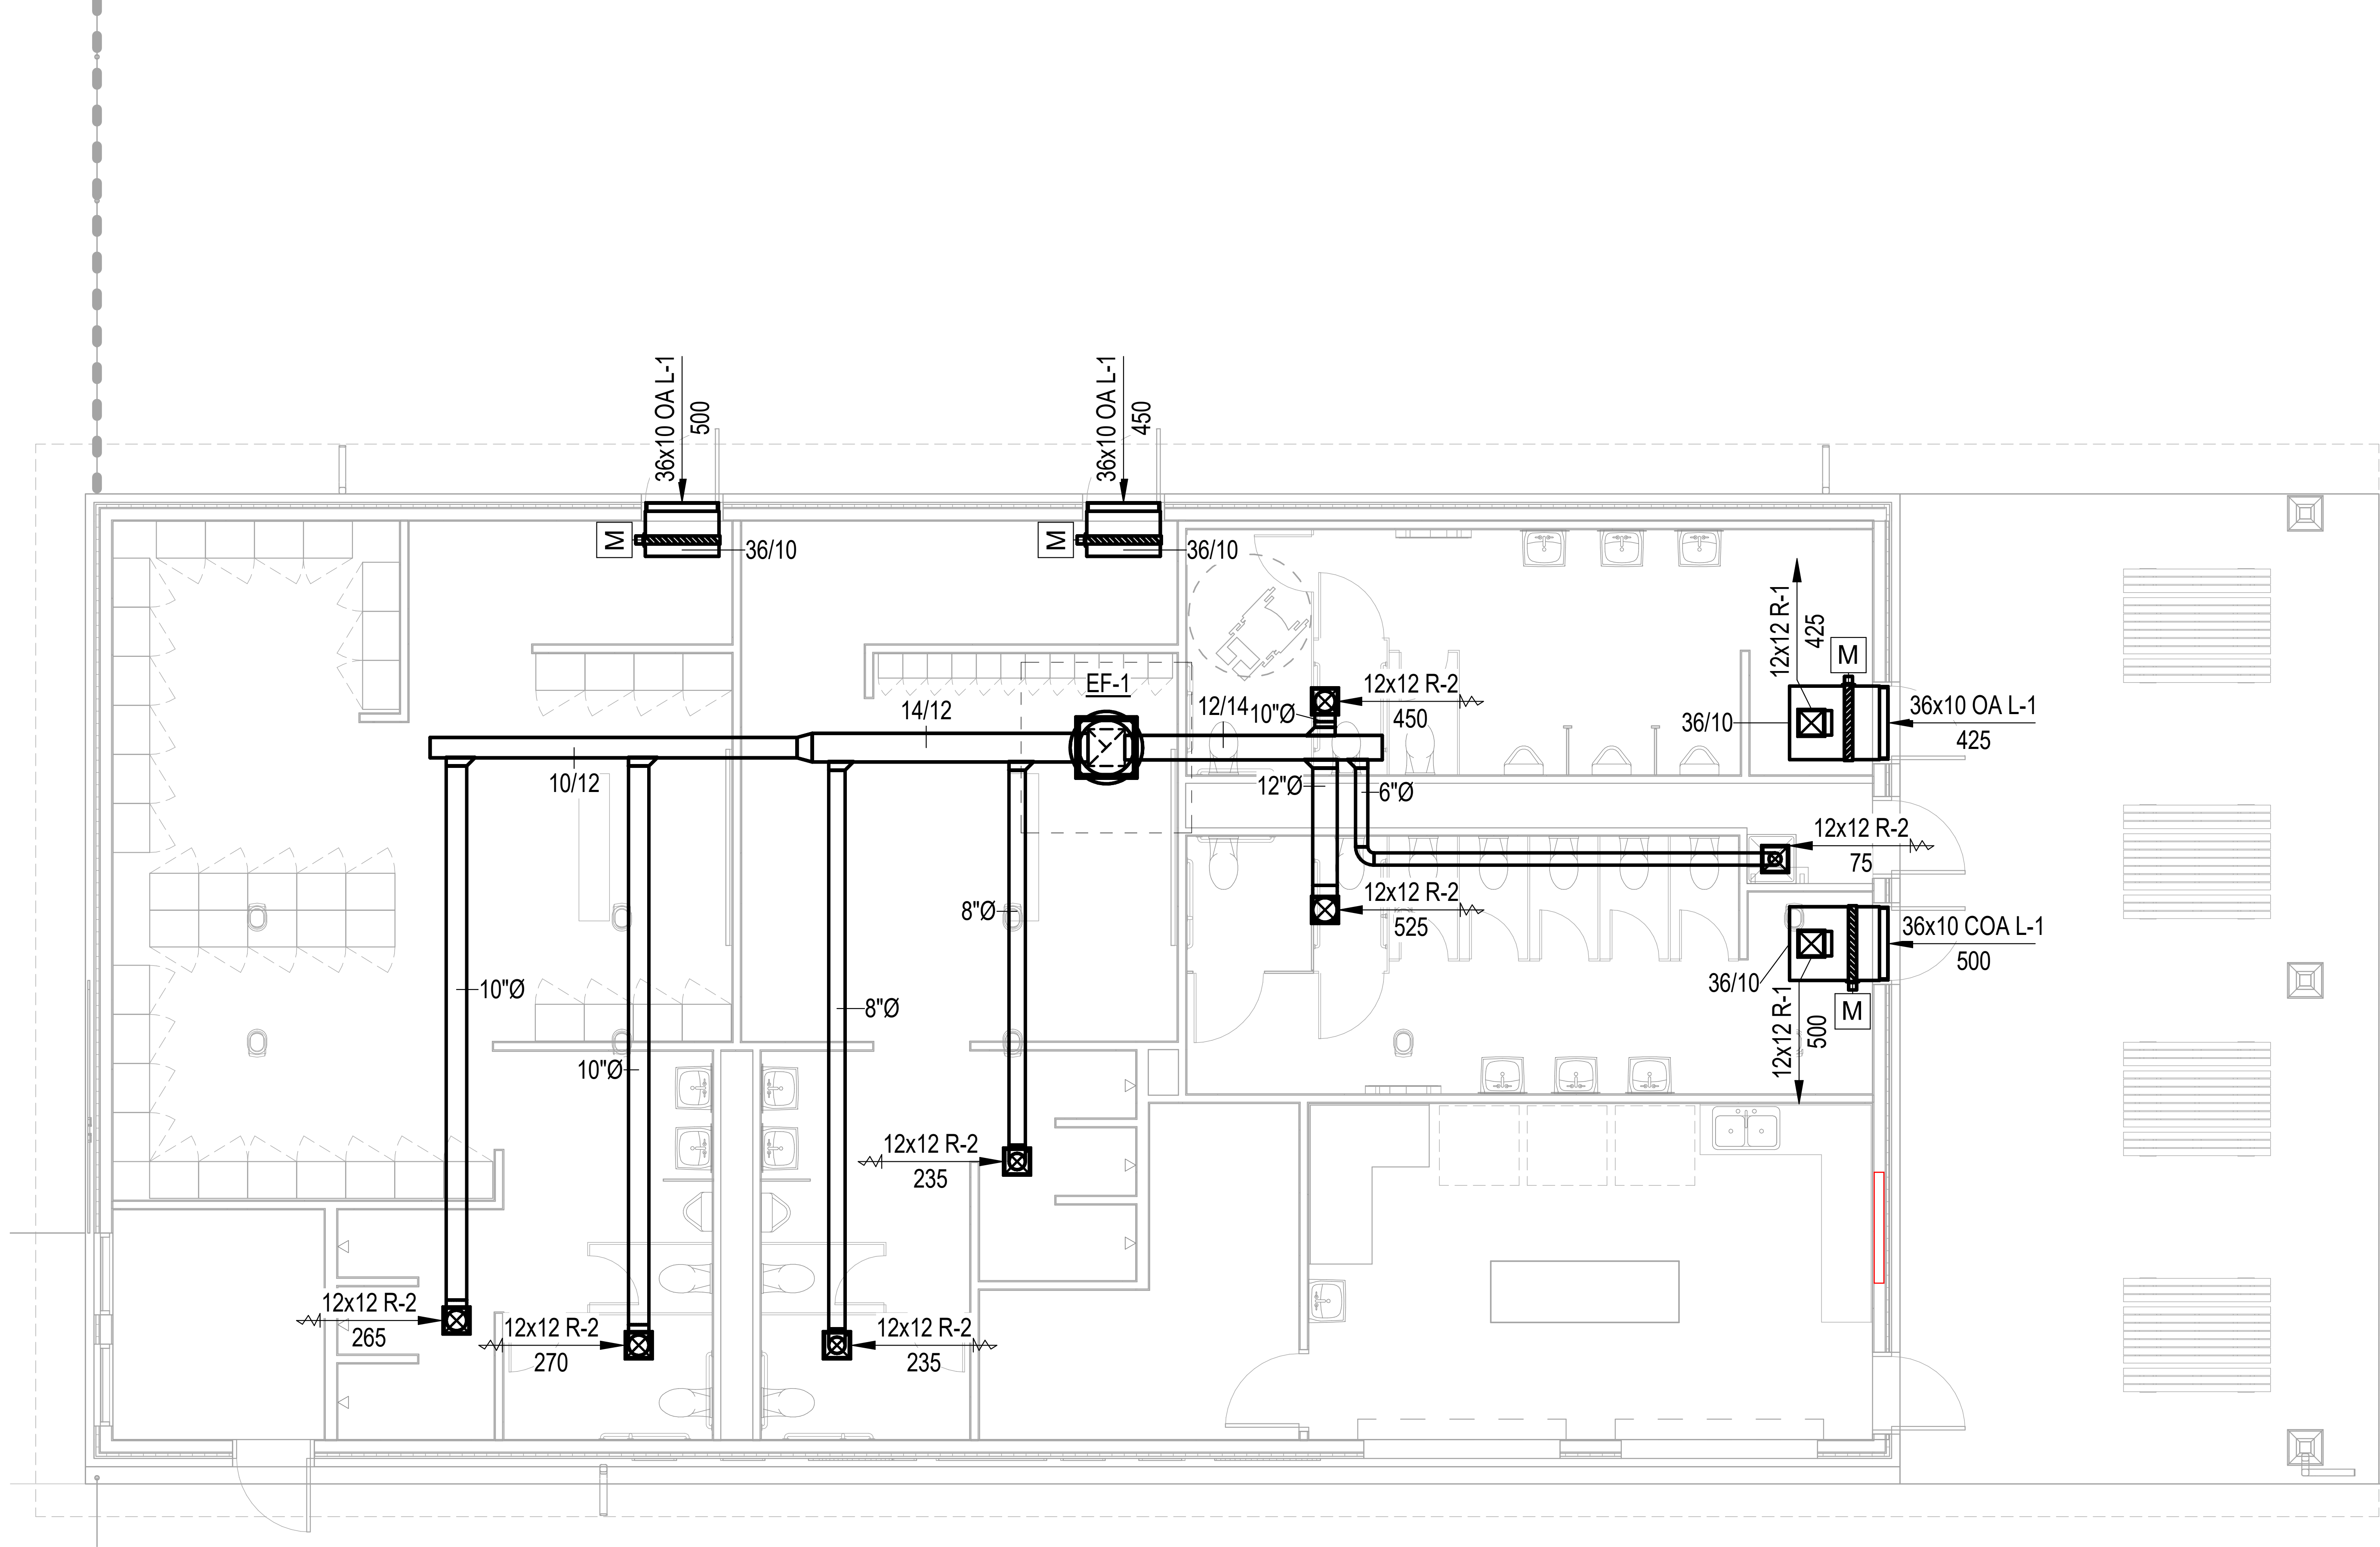 36x10 OA L-1
500
36x10 OA L-1
450
M
36/10
M
36/10
12x12 R-1
425
M
EF-1
12x12 R-2
450
36/10
36x10 OA L-1
425
14/12
12/14
10"Ø
10/12
12"Ø
6"Ø
12x12 R-2
75
12x12 R-2
525
8"Ø
36x10 COA L-1
500
36/10
10"Ø
8"Ø
M
12x12 R-1
500
10"Ø
12x12 R-2
235
12x12 R-2
265
12x12 R-2
270
12x12 R-2
235